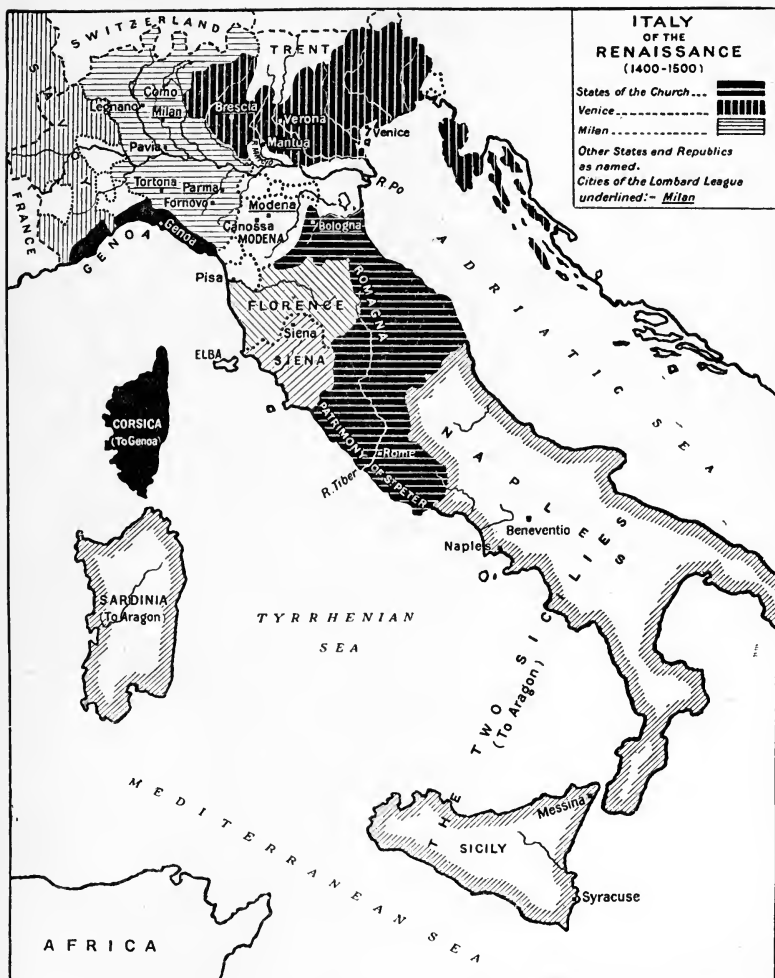 ITALY
OF THE
RENAISSANCE
(1400-1500)
States of the Church
Venice
Milan
Other States and Republics
as named.
Cities of the Lombard League
underlined:- Milan
SWITZERLAND
TRENT
SAVOY
FRANCE
Como
Legnano
Milan
Brescia
Verona
Venice
Pavia
Mantua
R. Mincio
R. Po
Tortona
Parma
Fornovo
Modena
Canossa
MODENA
Bologna
GENOA
Genoa
Pisa
ROMAGNA
FLORENCE
Siena
SIENA
ELBA
ADRIATIC SEA
CORSICA
(To Genoa)
PATRIMONY OF ST PETER
Rome
R. Tiber
NAPLES
Beneventio
Naples
SARDINIA
(To Aragon)
TYRRHENIAN
SEA
THE TWO SICILIES
(To Aragon)
MEDITERRANEAN SEA
Messina
SICILY
Syracuse
AFRICA